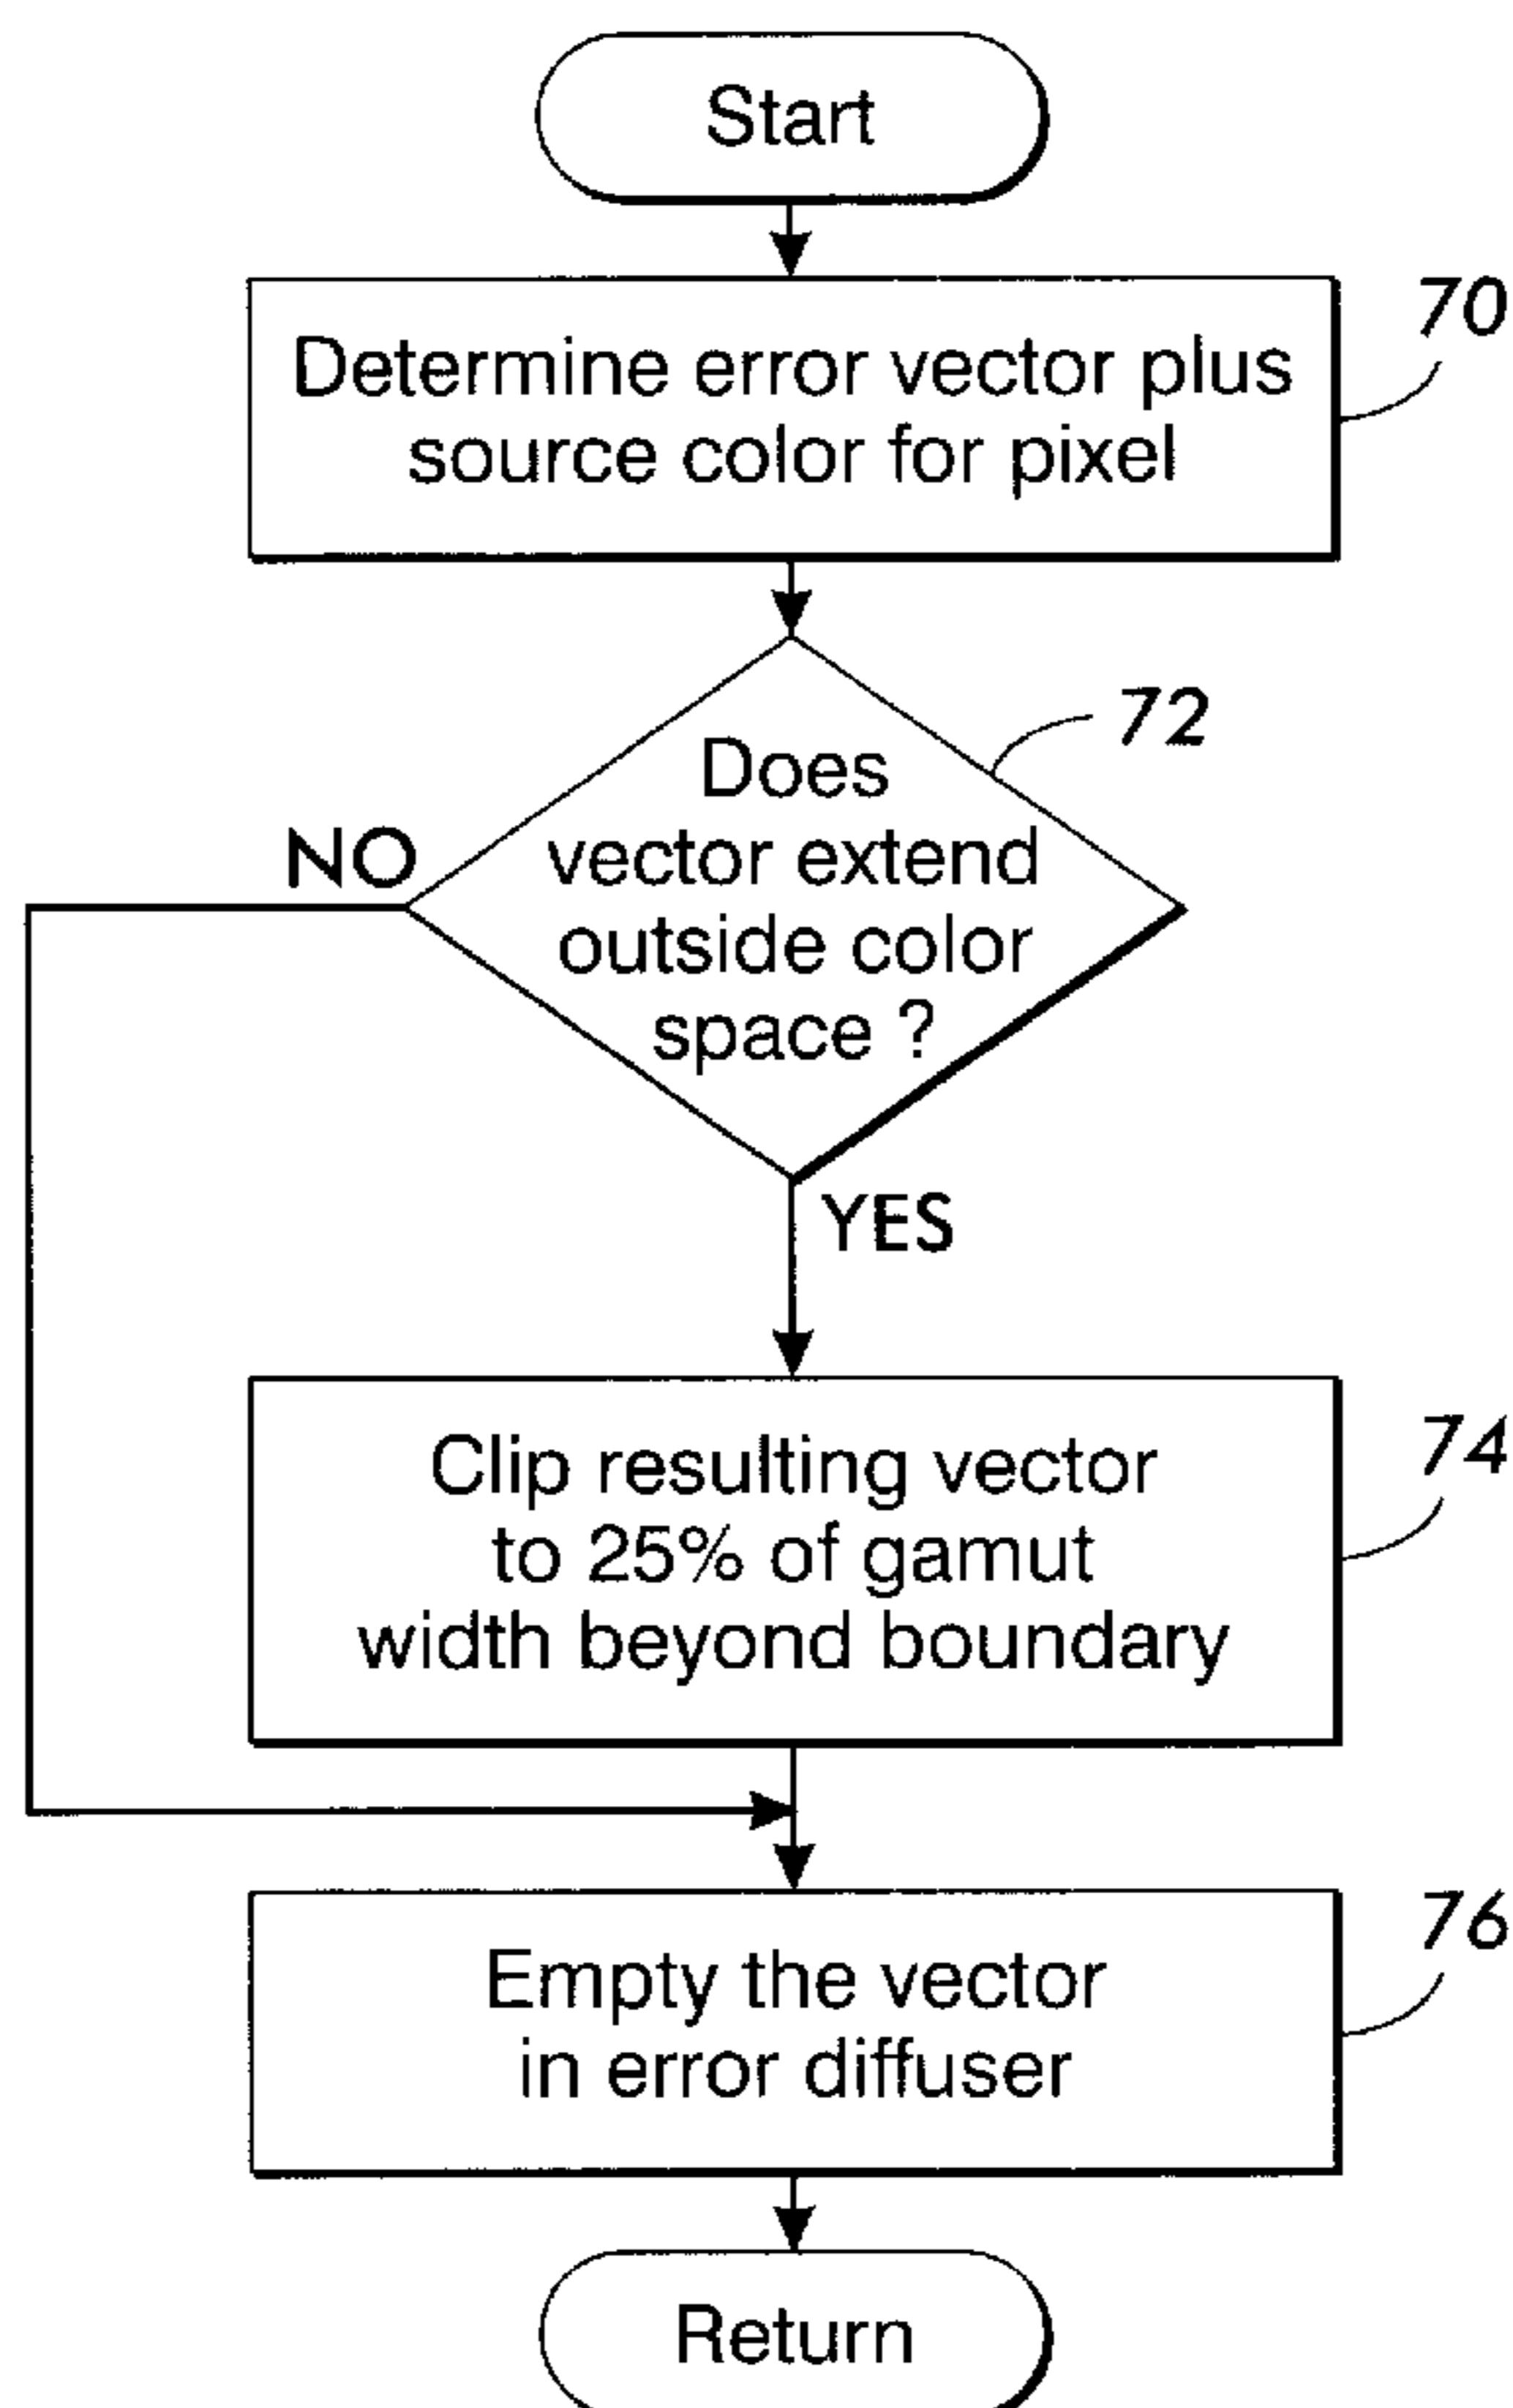 Start
Determine error vector plus
source color for pixel
70
Does
vector extend
outside color
space ?
72
NO
YES
Clip resulting vector
to 25% of gamut
width beyond boundary
74
Empty the vector
in error diffuser
76
Return